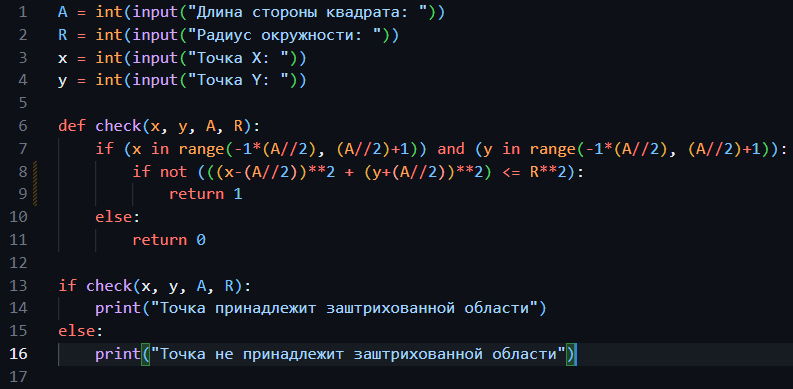 1 A = int(input("Длина стороны квадрата: "))
2 R = int(input("Радиус окружности: "))
3 x = int(input("Точка X: "))
4 y = int(input("Точка Y: "))
5
6 def check(x, y, A, R):
7     if (x in range(-1*(A//2), (A//2)+1)) and (y in range(-1*(A//2), (A//2)+1)):
8         if not (((x-(A//2))**2 + (y+(A//2))**2) <= R**2):
9             return 1
10     else:
11         return 0
12
13 if check(x, y, A, R):
14     print("Точка принадлежит заштрихованной области")
15 else:
16     print("Точка не принадлежит заштрихованной области")
17